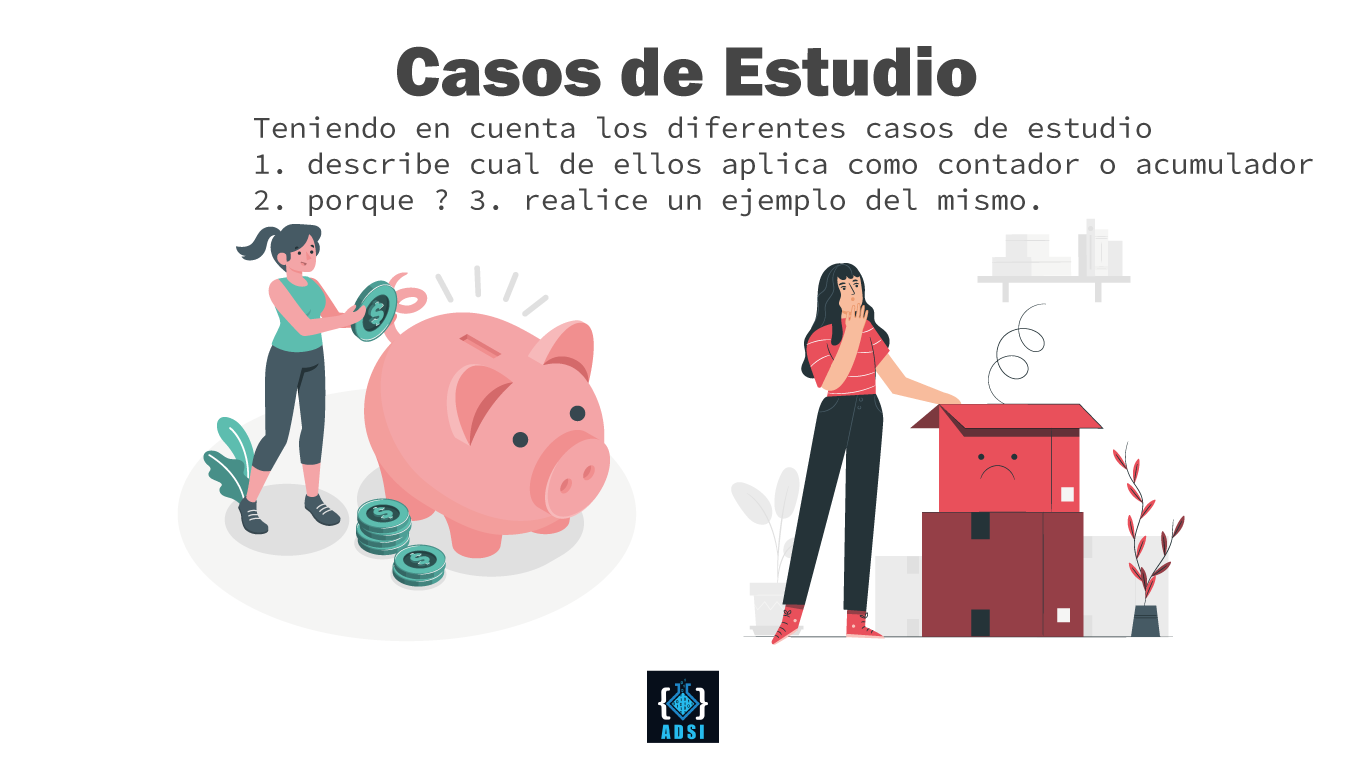 Casos de Estudio
Teniendo en cuenta los diferentes casos de estudio
1. describe cual de ellos aplica como contador o acumulador
2. porque ? 3. realice un ejemplo del mismo.
$
$
$
{ }
ADSI